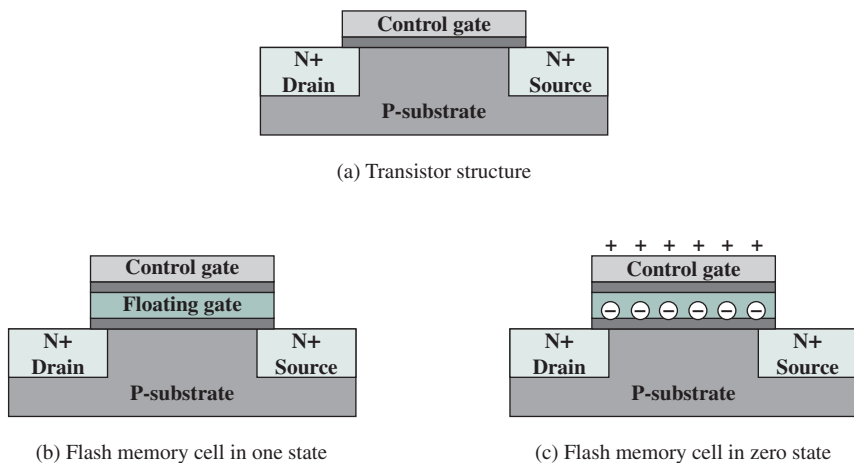 Control gate
N+
Drain
N+
Source
P-substrate
(a) Transistor structure
Control gate
Floating gate
N+
Drain
N+
Source
P-substrate
(b) Flash memory cell in one state
+ + + + + +
Control gate
− − − − − −
N+
Drain
N+
Source
P-substrate
(c) Flash memory cell in zero state